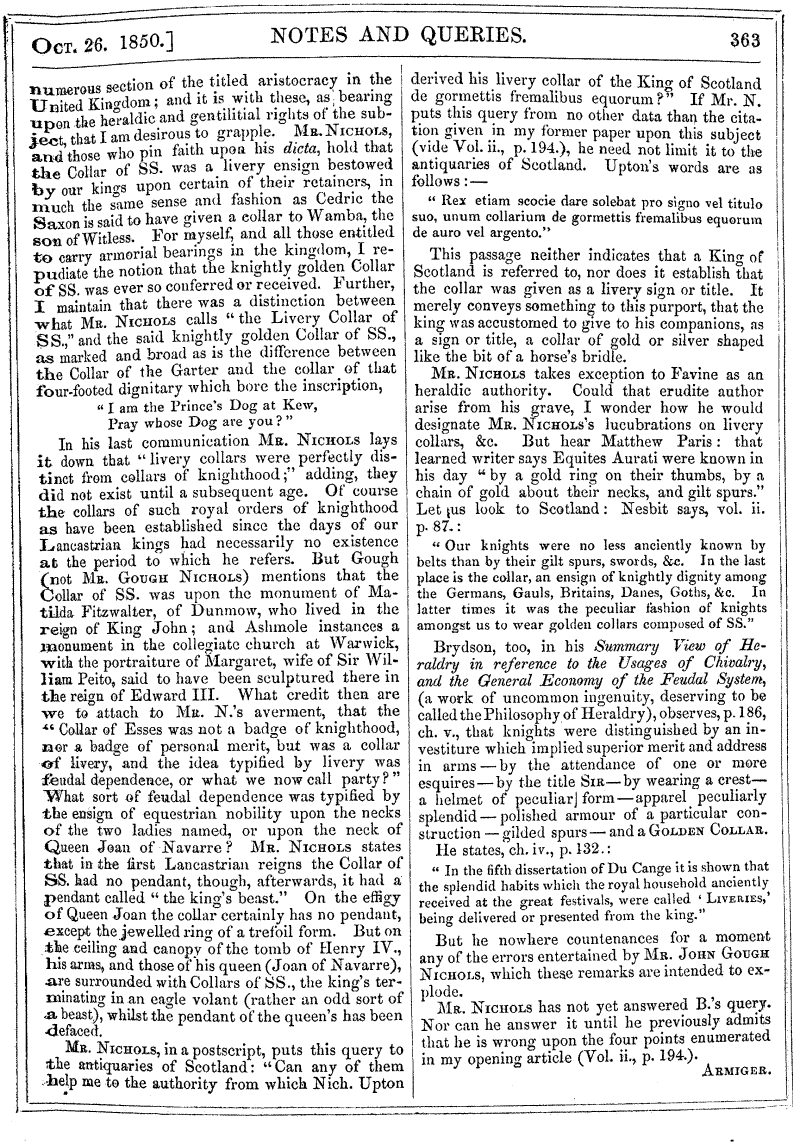 OCT. 26. 1850.] NOTES AND QUERIES. 363
numerous section of the titled aristocracy in the
United Kingdom; and it is with these, as bearing
upon the heraldic and gentilitial rights of the sub-
ject, that I am desirous to grapple. MR. NICHOLS,
and those who pin faith upon his dicta, hold that
the Collar of SS. was a livery ensign bestowed
by our kings upon certain of their retainers, in
much the same sense and fashion as Cedric the
Saxon is said to have given a collar to Wamba, the
son of Witless. For myself, and all those entitled
to carry armorial bearings in the kingdom, I re-
pudiate the notion that the knightly golden Collar
of SS. was ever so conferred or received. Further,
I maintain that there was a distinction between
what MR. NICHOLS calls "the Livery Collar of
SS.," and the said knightly golden Collar of SS.,
as marked and broad as is the difference between
the Collar of the Garter and the collar of that
four-footed dignitary which bore the inscription,
"I am the Prince's Dog at Kew,
Pray whose Dog are you?"
In his last communication MR. NICHOLS lays
it down that "livery collars were perfectly dis-
tinct from collars of knighthood;" adding, they
did not exist until a subsequent age. Of course
the collars of such royal orders of knighthood
as have been established since the days of our
Lancastrian kings had necessarily no existence
at the period to which he refers. But Gough
(not MR. GOUGH NICHOLS) mentions that the
Collar of SS. was upon the monument of Ma-
tilda Fitzwalter, of Dunmow, who lived in the
reign of King John; and Ashmole instances a
monument in the collegiate church at Warwick,
with the portraiture of Margaret, wife of Sir Wil-
liam Peito, said to have been sculptured there in
the reign of Edward III. What credit then are
we to attach to MR. N.'s averment, that the
"Collar of Esses was not a badge of knighthood,
nor a badge of personal merit, but was a collar
of livery, and the idea typified by livery was
feudal dependence, or what we now call party?"
What sort of feudal dependence was typified by
the ensign of equestrian nobility upon the necks
of the two ladies named, or upon the neck of
Queen Joan of Navarre? MR. NICHOLS states
that in the first Lancastrian reigns the Collar of
SS. had no pendant, though, afterwards, it had a
pendant called "the king's beast." On the effigy
of Queen Joan the collar certainly has no pendant,
except the jewelled ring of a trefoil form. But on
the ceiling and canopy of the tomb of Henry IV.,
his arms, and those of his queen (Joan of Navarre),
are surrounded with Collars of SS., the king's ter-
minating in an eagle volant (rather an odd sort of
a beast), whilst the pendant of the queen's has been
defaced.
MR. NICHOLS, in a postscript, puts this query to
the antiquaries of Scotland: "Can any of them
help me to the authority from which Nich. Upton
derived his livery collar of the King of Scotland
de gormettis fremalibus equorum?" If MR. N.
puts this query from no other data than the cita-
tion given in my former paper upon this subject
(vide Vol. ii., p. 194.), he need not limit it to the
antiquaries of Scotland. Upton's words are as
follows:—
"Rex etiam scocie dare solebat pro signo vel titulo
suo, unum collarium de gormettis fremalibus equorum
de auro vel argento."
This passage neither indicates that a King of
Scotland is referred to, nor does it establish that
the collar was given as a livery sign or title. It
merely conveys something to this purport, that the
king was accustomed to give to his companions, as
a sign or title, a collar of gold or silver shaped
like the bit of a horse's bridle.
MR. NICHOLS takes exception to Favine as an
heraldic authority. Could that erudite author
arise from his grave, I wonder how he would
designate MR. NICHOLS's lucubrations on livery
collars, &c. But hear Matthew Paris: that
learned writer says Equites Aurati were known in
his day "by a gold ring on their thumbs, by a
chain of gold about their necks, and gilt spurs."
Let us look to Scotland: Nesbit says, vol. ii.
p. 87.:
"Our knights were no less anciently known by
belts than by their gilt spurs, swords, &c. In the last
place is the collar, an ensign of knightly dignity among
the Germans, Gauls, Britains, Danes, Goths, &c. In
latter times it was the peculiar fashion of knights
amongst us to wear golden collars composed of SS."
Brydson, too, in his Summary View of He-
raldry in reference to the Usages of Chivalry,
and the General Economy of the Feudal System,
(a work of uncommon ingenuity, deserving to be
called the Philosophy of Heraldry), observes, p. 186,
ch. v., that knights were distinguished by an in-
vestiture which implied superior merit and address
in arms—by the attendance of one or more
esquires—by the title SIR—by wearing a crest—
a helmet of peculiar form—apparel peculiarly
splendid—polished armour of a particular con-
struction—gilded spurs—and a GOLDEN COLLAR.
He states, ch. iv., p. 132.:
"In the fifth dissertation of Du Cange it is shown that
the splendid habits which the royal household anciently
received at the great festivals, were called 'LIVERIES,'
being delivered or presented from the king."
But he nowhere countenances for a moment
any of the errors entertained by MR. JOHN GOUGH
NICHOLS, which these remarks are intended to ex-
plode.
MR. NICHOLS has not yet answered B.'s query.
Nor can he answer it until he previously admits
that he is wrong upon the four points enumerated
in my opening article (Vol. ii., p. 194.).
ARMIGER.